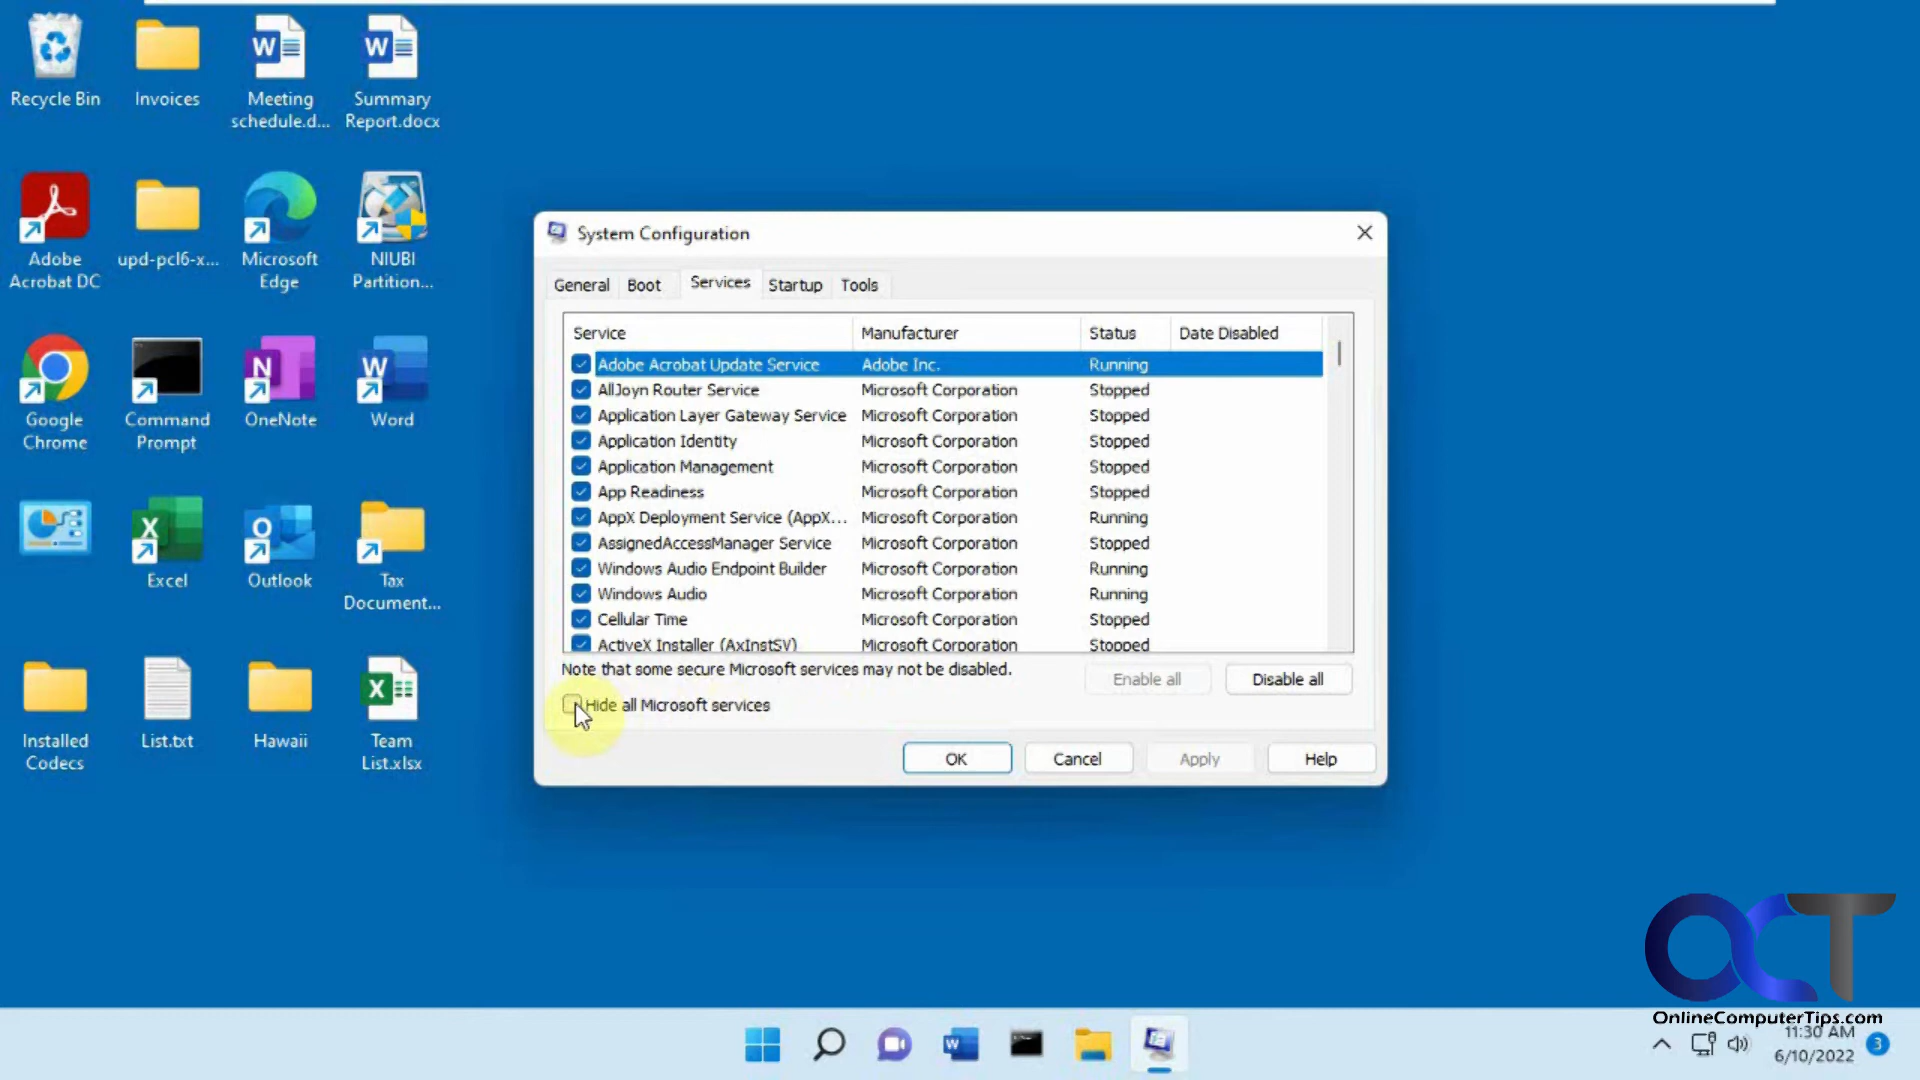 Recycle Bin
Invoices
Meeting
schedule.d...
Summary
Report.docx
Adobe
Acrobat DC
upd-pcl6-x...
Microsoft
Edge
NIUBI
Partition...
Google
Chrome
Command
Prompt
OneNote
Word
Excel
Outlook
Tax
Document...
Installed
Codecs
List.txt
Hawaii
Team
List.xlsx
System Configuration
General Boot Services Startup Tools
Service Manufacturer Status Date Disabled
Adobe Acrobat Update Service Adobe Inc. Running
AllJoyn Router Service Microsoft Corporation Stopped
Application Layer Gateway Service Microsoft Corporation Stopped
Application Identity Microsoft Corporation Stopped
Application Management Microsoft Corporation Stopped
App Readiness Microsoft Corporation Stopped
AppX Deployment Service (AppX... Microsoft Corporation Running
AssignedAccessManager Service Microsoft Corporation Stopped
Windows Audio Endpoint Builder Microsoft Corporation Running
Windows Audio Microsoft Corporation Running
Cellular Time Microsoft Corporation Stopped
ActiveX Installer (AxInstSV) Microsoft Corporation Stopped
Note that some secure Microsoft services may not be disabled.
Enable all Disable all
Hide all Microsoft services
OK Cancel Apply Help
OCT
OnlineComputerTips.com
11:30 AM
6/10/2022
3